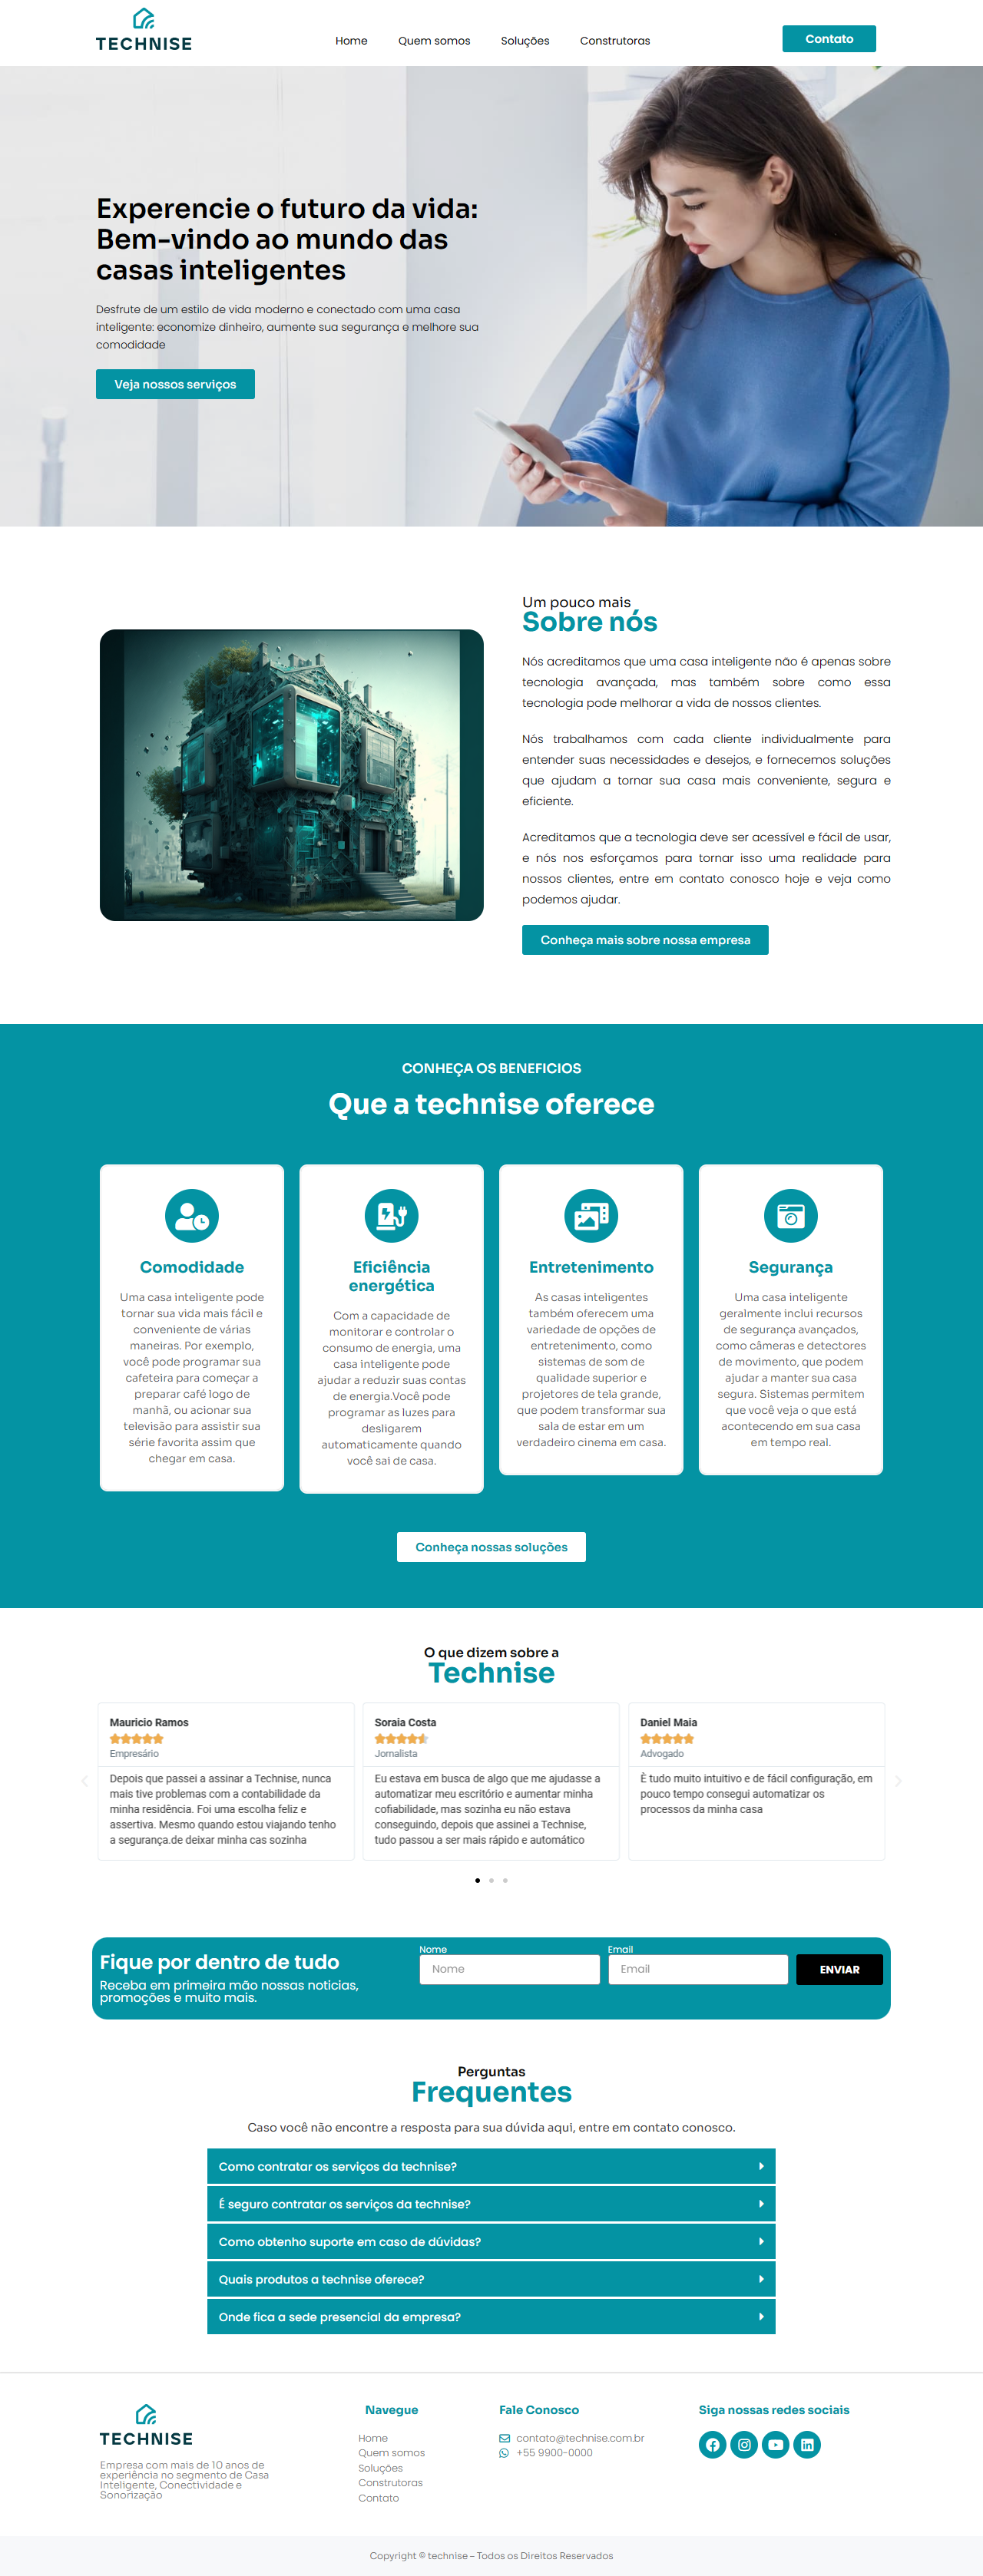 TECHNISE
Home
Quem somos
Soluções
Construtoras
Contato
Experencie o futuro da vida:
Bem-vindo ao mundo das
casas inteligentes
Desfrute de um estilo de vida moderno e conectado com uma casa
inteligente: economize dinheiro, aumente sua segurança e melhore sua
comodidade
Veja nossos serviços
Um pouco mais
Sobre nós
Nós acreditamos que uma casa inteligente não é apenas sobre
tecnologia avançada, mas também sobre como essa
tecnologia pode melhorar a vida de nossos clientes.
Nós trabalhamos com cada cliente individualmente para
entender suas necessidades e desejos, e fornecemos soluções
que ajudam a tornar sua casa mais conveniente, segura e
eficiente.
Acreditamos que a tecnologia deve ser acessível e fácil de usar,
e nós nos esforçamos para tornar isso uma realidade para
nossos clientes, entre em contato conosco hoje e veja como
podemos ajudar.
Conheça mais sobre nossa empresa
CONHEÇA OS BENEFICIOS
Que a technise oferece
Comodidade
Uma casa inteligente pode
tornar sua vida mais fácil e
conveniente de várias
maneiras. Por exemplo,
você pode programar sua
cafeteira para começar a
preparar café logo de
manhã, ou acionar sua
televisão para assistir sua
série favorita assim que
chegar em casa.
Eficiência
energética
Com a capacidade de
monitorar e controlar o
consumo de energia, uma
casa inteligente pode
ajudar a reduzir suas contas
de energia.Você pode
programar as luzes para
desligarem
automaticamente quando
você sai de casa.
Entretenimento
As casas inteligentes
também oferecem uma
variedade de opções de
entretenimento, como
sistemas de som de
qualidade superior e
projetores de tela grande,
que podem transformar sua
sala de estar em um
verdadeiro cinema em casa.
Segurança
Uma casa inteligente
geralmente inclui recursos
de segurança avançados,
como câmeras e detectores
de movimento, que podem
ajudar a manter sua casa
segura. Sistemas permitem
que você veja o que está
acontecendo em sua casa
em tempo real.
Conheça nossas soluções
O que dizem sobre a
Technise
Mauricio Ramos
Empresário
Depois que passei a assinar a Technise, nunca
mais tive problemas com a contabilidade da
minha residência. Foi uma escolha feliz e
assertiva. Mesmo quando estou viajando tenho
a segurança.de deixar minha cas sozinha
Soraia Costa
Jornalista
Eu estava em busca de algo que me ajudasse a
automatizar meu escritório e aumentar minha
cofiabilidade, mas sozinha eu não estava
conseguindo, depois que assinei a Technise,
tudo passou a ser mais rápido e automático
Daniel Maia
Advogado
È tudo muito intuitivo e de fácil configuração, em
pouco tempo consegui automatizar os
processos da minha casa
Fique por dentro de tudo
Receba em primeira mão nossas noticias,
promoções e muito mais.
Nome
Nome
Email
Email
ENVIAR
Perguntas
Frequentes
Caso você não encontre a resposta para sua dúvida aqui, entre em contato conosco.
Como contratar os serviços da technise?
É seguro contratar os serviços da technise?
Como obtenho suporte em caso de dúvidas?
Quais produtos a technise oferece?
Onde fica a sede presencial da empresa?
TECHNISE
Empresa com mais de 10 anos de
experiência no segmento de Casa
Inteligente, Conectividade e
Sonorização
Navegue
Home
Quem somos
Soluções
Construtoras
Contato
Fale Conosco
contato@technise.com.br
+55 9900-0000
Siga nossas redes sociais
Copyright © technise – Todos os Direitos Reservados